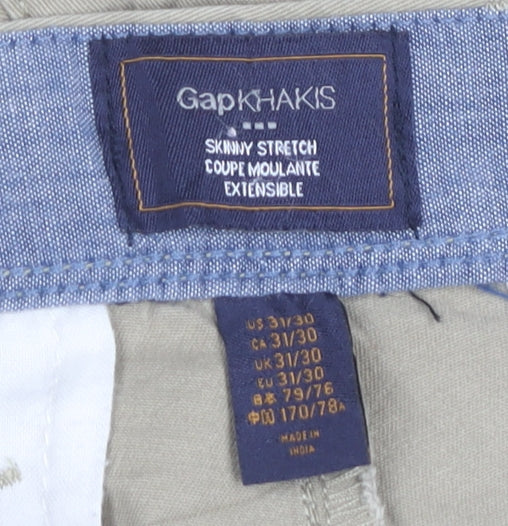 GapKHAKIS
SKINNY STRETCH
COUPE MOULANTE
EXTENSIBLE
US 31/30
CA 31/30
UK 31/30
EU 31/30
日本 79/76
中国 170/78A
MADE IN
INDIA